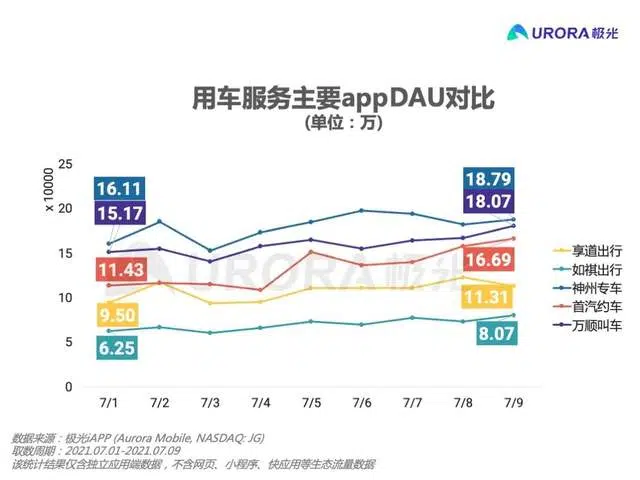 URORA极光
用车服务主要appDAU对比
(单位：万)
x 10000
25
20
15
10
5
0
16.11
15.17
11.43
9.50
6.25
18.79
18.07
16.69
11.31
8.07
URORA极光
享道出行
如祺出行
神州专车
首汽约车
万顺叫车
7/1 7/2 7/3 7/4 7/5 7/6 7/7 7/8 7/9
数据来源：极光iAPP (Aurora Mobile, NASDAQ: JG)
取数周期：2021.07.01-2021.07.09
该统计结果仅含独立应用端数据，不含网页、小程序、快应用等生态流量数据